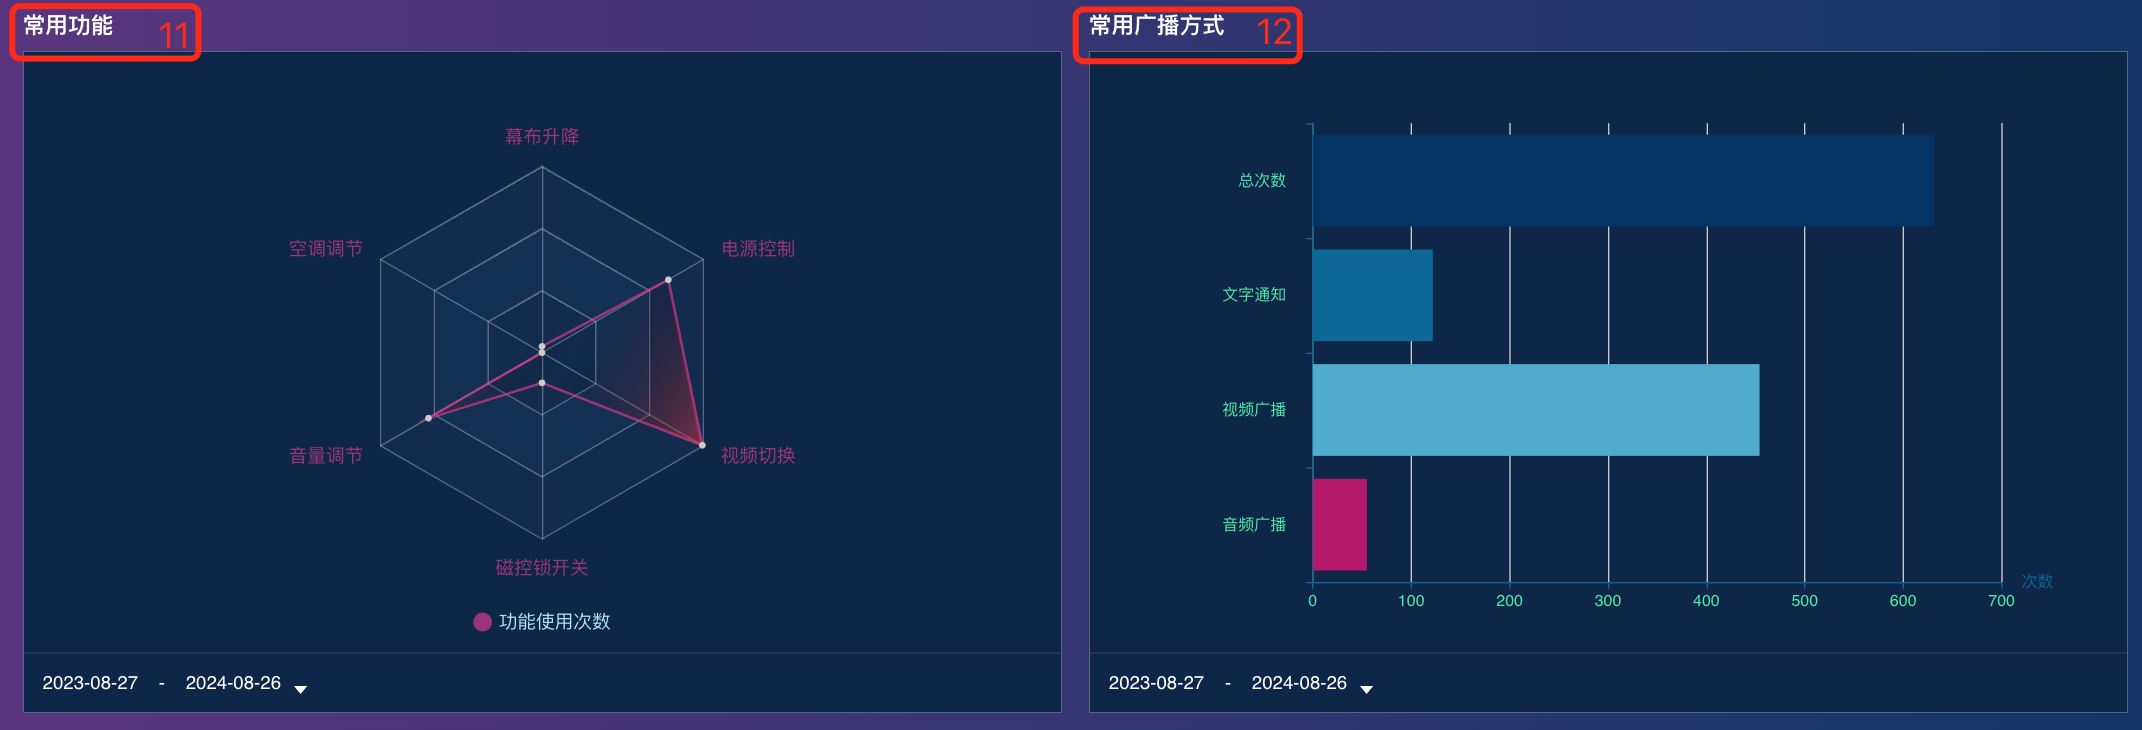 常用功能 11
幕布升降
空调调节
电源控制
音量调节
视频切换
磁控锁开关
功能使用次数
2023-08-27 - 2024-08-26
常用广播方式 12
总次数
文字通知
视频广播
音频广播
次数
0 100 200 300 400 500 600 700
2023-08-27 - 2024-08-26